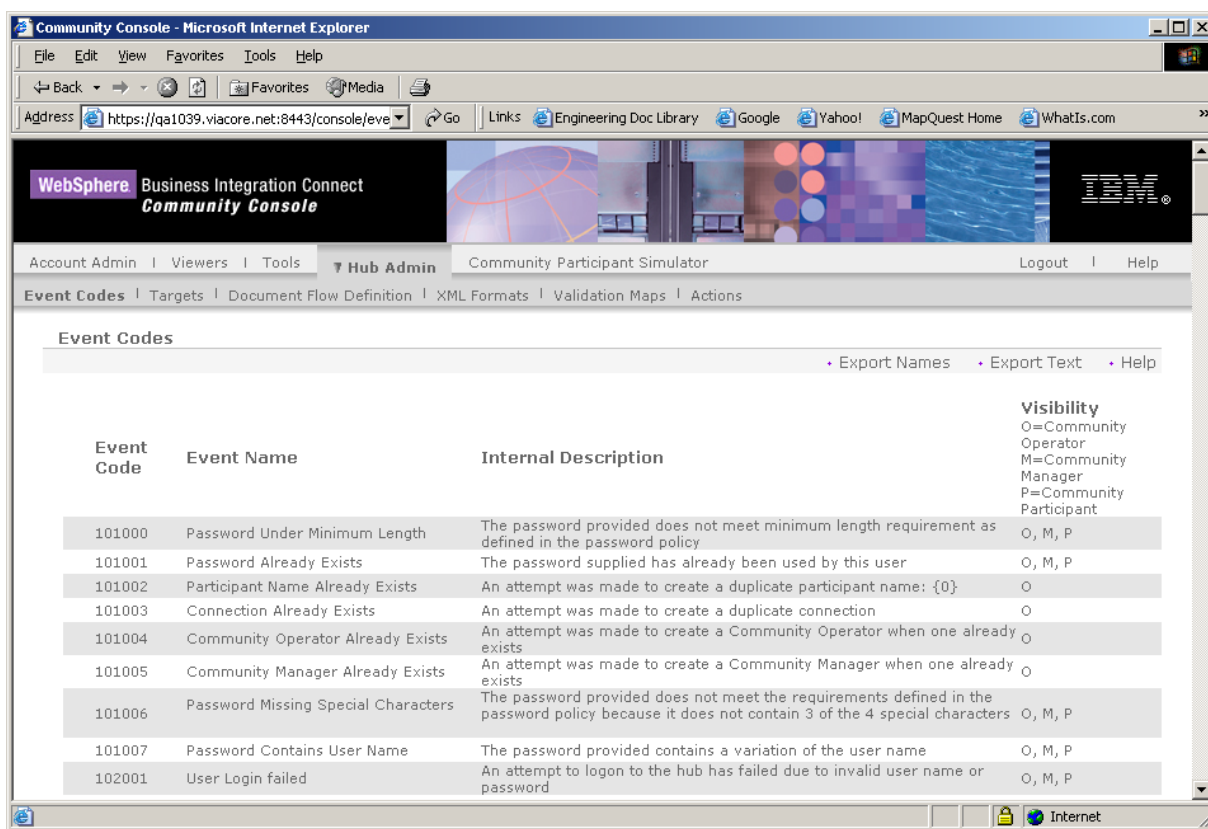 Community Console - Microsoft Internet Explorer
File Edit View Favorites Tools Help
Back Favorites Media
Address https://qa1039.viacore.net:8443/console/eve Go Links Engineering Doc Library Google Yahoo! MapQuest Home WhatIs.com »
WebSphere. Business Integration Connect
Community Console
IBM®
Account Admin | Viewers | Tools Hub Admin Community Participant Simulator Logout | Help
Event Codes | Targets | Document Flow Definition | XML Formats | Validation Maps | Actions
Event Codes
Export Names Export Text Help
Event Code
Event Name
Internal Description
Visibility
O=Community
Operator
M=Community
Manager
P=Community
Participant
101000 Password Under Minimum Length The password provided does not meet minimum length requirement as
defined in the password policy O, M, P
101001 Password Already Exists The password supplied has already been used by this user O, M, P
101002 Participant Name Already Exists An attempt was made to create a duplicate participant name: {0} O
101003 Connection Already Exists An attempt was made to create a duplicate connection O
101004 Community Operator Already Exists An attempt was made to create a Community Operator when one already
exists O
101005 Community Manager Already Exists An attempt was made to create a Community Manager when one already
exists O
101006 Password Missing Special Characters The password provided does not meet the requirements defined in the
password policy because it does not contain 3 of the 4 special characters O, M, P
101007 Password Contains User Name The password provided contains a variation of the user name O, M, P
102001 User Login failed An attempt to logon to the hub has failed due to invalid user name or
password O, M, P
Internet